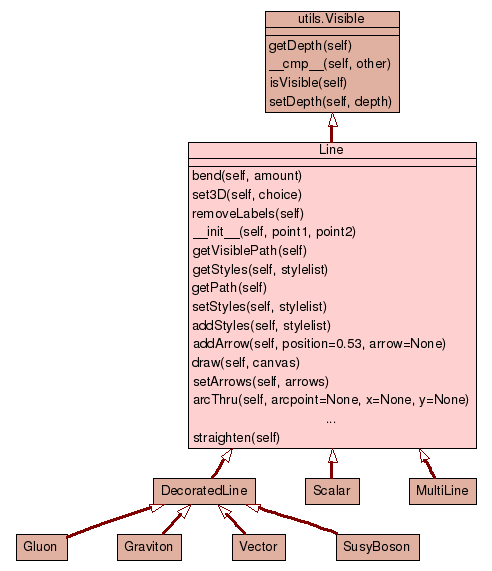 utils.Visible
getDepth(self)
__cmp__(self, other)
isVisible(self)
setDepth(self, depth)
Line
bend(self, amount)
set3D(self, choice)
removeLabels(self)
__init__(self, point1, point2)
getVisiblePath(self)
getStyles(self, stylelist)
getPath(self)
setStyles(self, stylelist)
addStyles(self, stylelist)
addArrow(self, position=0.53, arrow=None)
draw(self, canvas)
setArrows(self, arrows)
arcThru(self, arcpoint=None, x=None, y=None)
...
straighten(self)
DecoratedLine
Scalar
MultiLine
Gluon
Graviton
Vector
SusyBoson